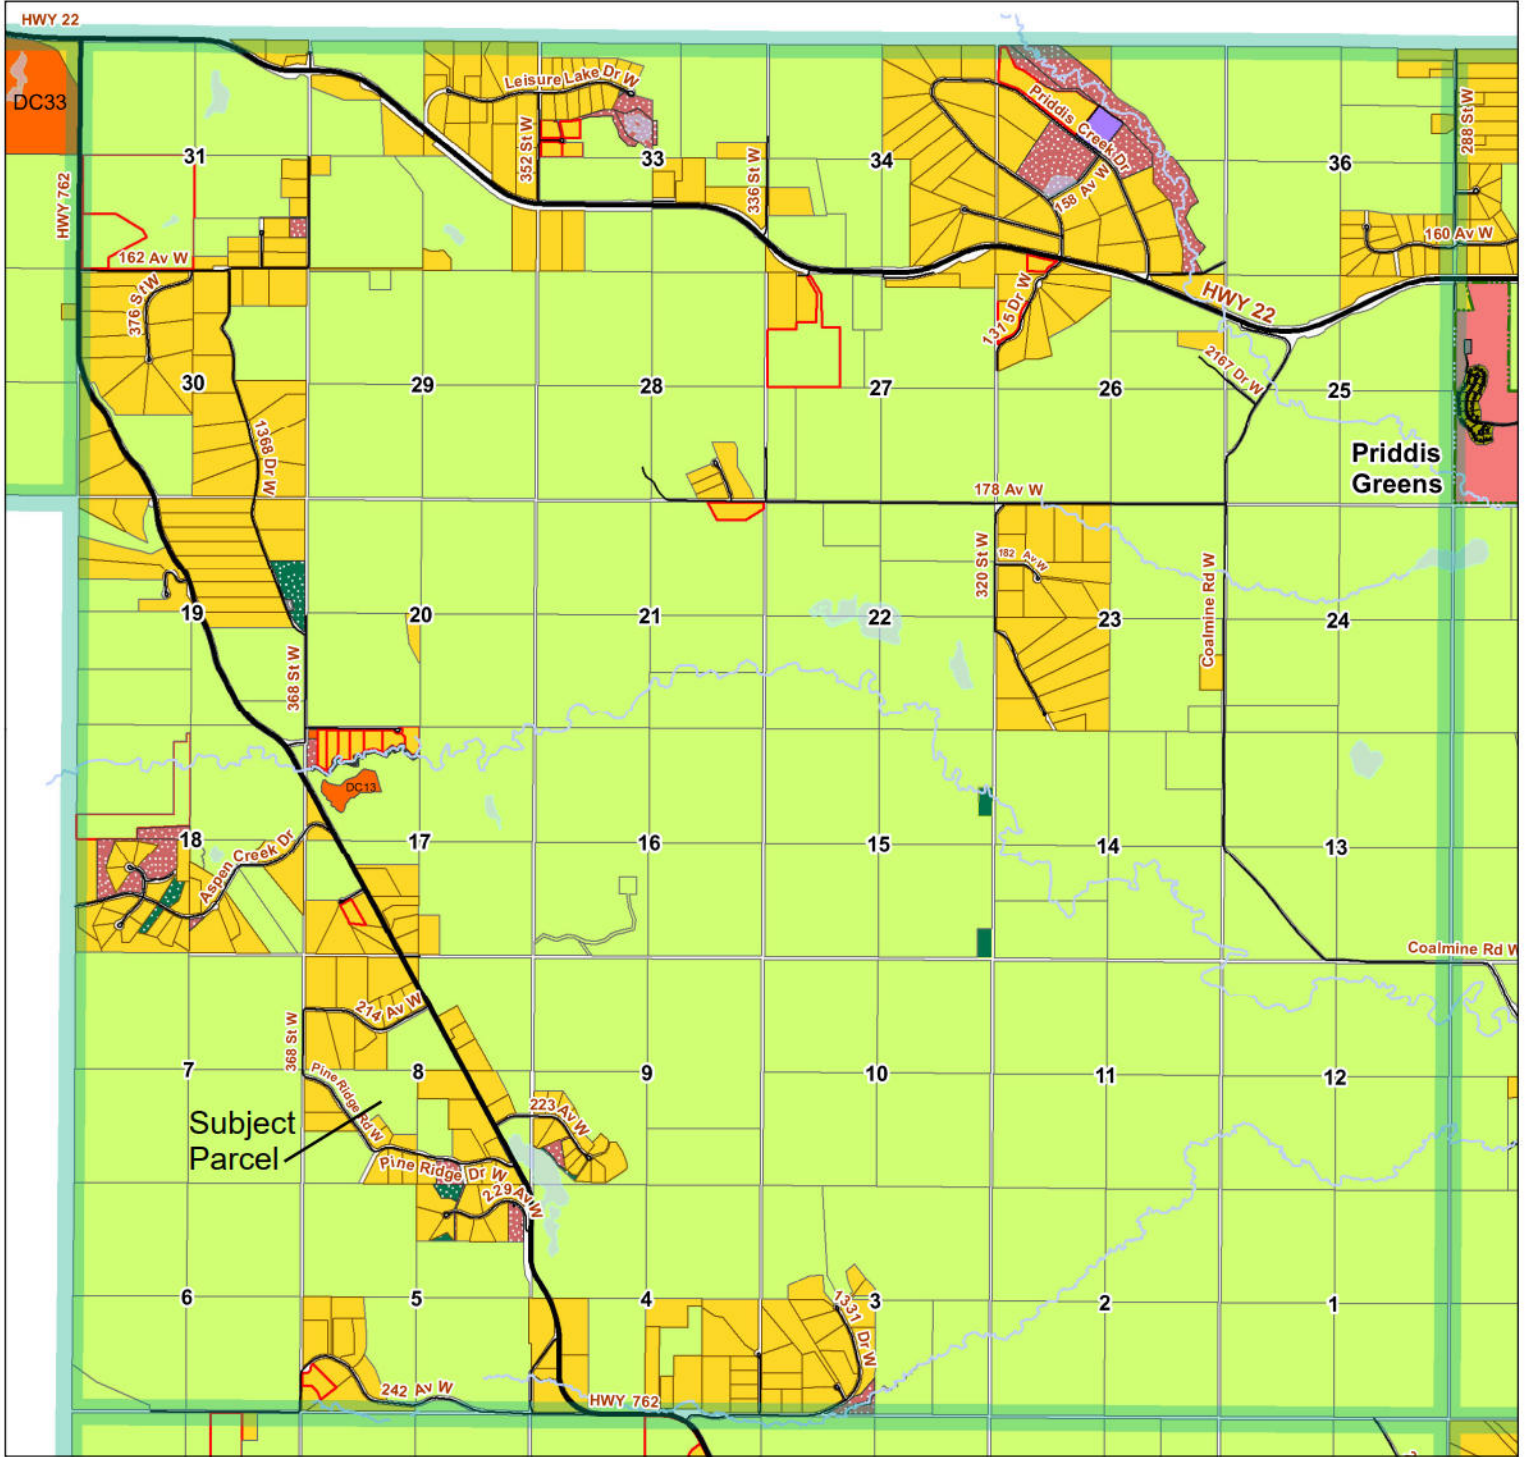 HWY 22
DC33
Leisure Lake Dr W
Priddis Creek Dr
288 St W
352 St W
31
33
34
36
336 St W
158 Av W
HWY 762
162 Av W
160 Av W
376 St W
1315 Dr W
HWY 22
2167 Dr W
30
29
28
27
26
25
1368 Dr W
Priddis
Greens
178 Av W
320 St W
182 Av W
Coalmine Rd W
19
20
21
22
23
24
368 St W
DC13
18
17
16
15
14
13
Aspen Creek Dr
Coalmine Rd W
214 Av W
368 St W
7
8
9
10
11
12
Pine Ridge Rd W
Subject
Parcel
223 Av W
Pine Ridge Dr W
229 Av W
6
5
4
3
2
1
1331 Dr W
242 Av W
HWY 762